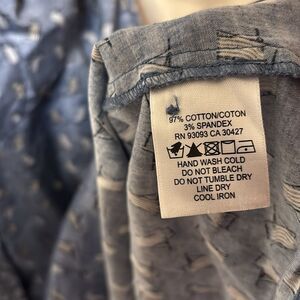 97% COTTON/COTON
3% SPANDEX
RN 93093 CA 30427
HAND WASH COLD
DO NOT BLEACH
DO NOT TUMBLE DRY
LINE DRY
COOL IRON